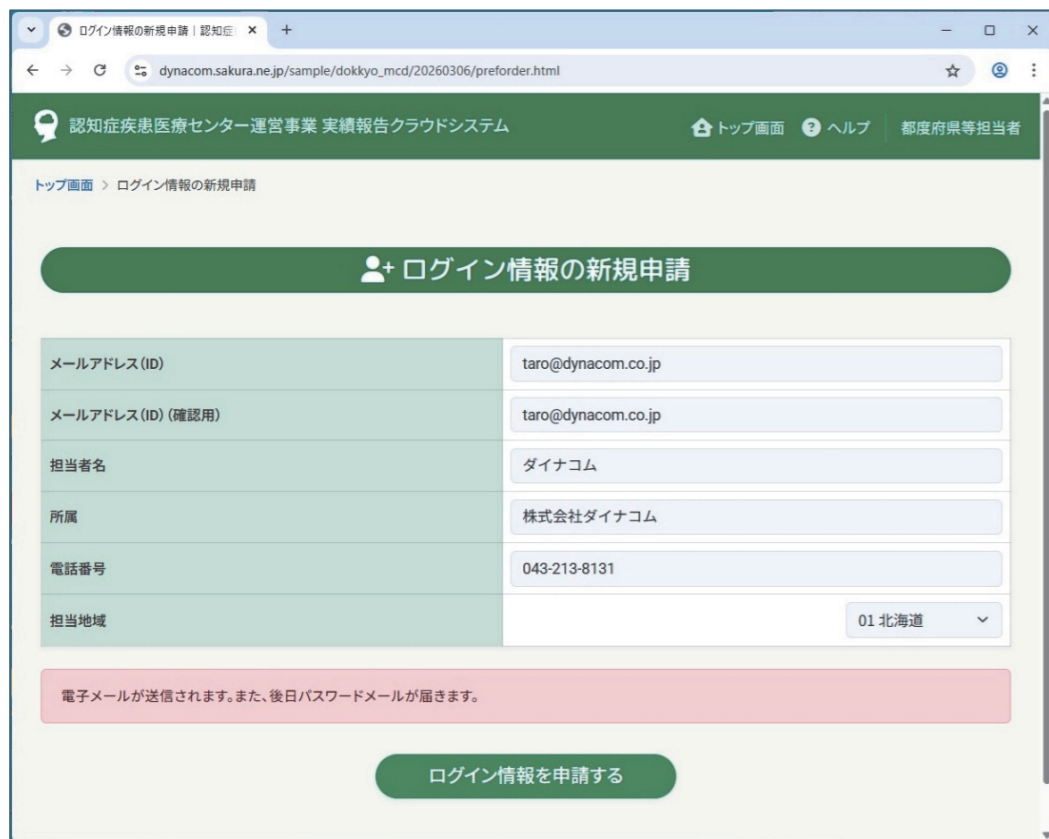 ログイン情報の新規申請 | 認知症
dynacom.sakura.ne.jp/sample/dokkyo_mcd/20260306/preforder.html
認知症疾患医療センター運営事業 実績報告クラウドシステム
トップ画面 ヘルプ 都度府県等担当者
トップ画面 > ログイン情報の新規申請
ログイン情報の新規申請
メールアドレス(ID) taro@dynacom.co.jp
メールアドレス(ID) (確認用) taro@dynacom.co.jp
担当者名 ダイナコム
所属 株式会社ダイナコム
電話番号 043-213-8131
担当地域 01 北海道
電子メールが送信されます。また、後日パスワードメールが届きます。
ログイン情報を申請する